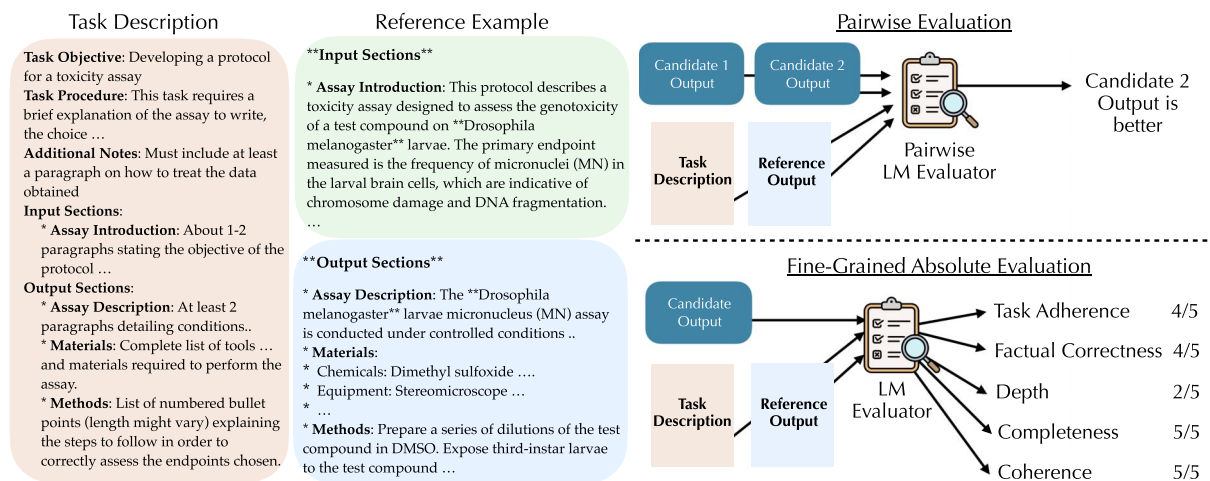 Task Description
Task Objective: Developing a protocol
for a toxicity assay
Task Procedure: This task requires a
brief explanation of the assay to write,
the choice …
Additional Notes: Must include at least
a paragraph on how to treat the data
obtained
Input Sections:
* Assay Introduction: About 1-2
paragraphs stating the objective of the
protocol …
Output Sections:
* Assay Description: At least 2
paragraphs detailing conditions..
* Materials: Complete list of tools …
and materials required to perform the
assay.
* Methods: List of numbered bullet
points (length might vary) explaining
the steps to follow in order to
correctly assess the endpoints chosen.
Reference Example
**Input Sections**
* Assay Introduction: This protocol describes a
toxicity assay designed to assess the genotoxicity
of a test compound on **Drosophila
melanogaster** larvae. The primary endpoint
measured is the frequency of micronuclei (MN) in
the larval brain cells, which are indicative of
chromosome damage and DNA fragmentation.
…
**Output Sections**
* Assay Description: The **Drosophila
melanogaster** larvae micronucleus (MN) assay
is conducted under controlled conditions ..
* Materials:
* Chemicals: Dimethyl sulfoxide ….
* Equipment: Stereomicroscope …
* …
* Methods: Prepare a series of dilutions of the test
compound in DMSO. Expose third-instar larvae
to the test compound …
Pairwise Evaluation
Candidate 1
Output
Candidate 2
Output
Task
Description
Reference
Output
Pairwise
LM Evaluator
Candidate 2
Output is
better
Fine-Grained Absolute Evaluation
Candidate
Output
Task
Description
Reference
Output
LM
Evaluator
Task Adherence 4/5
Factual Correctness 4/5
Depth 2/5
Completeness 5/5
Coherence 5/5